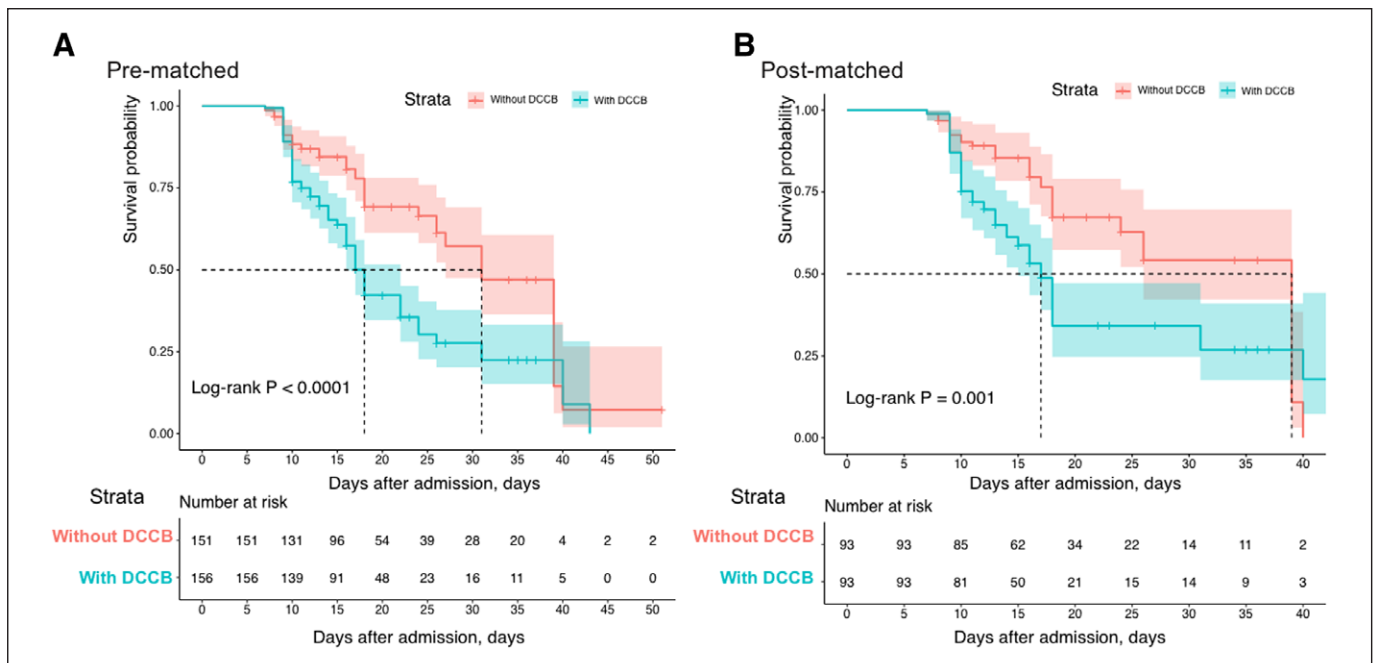 A
Pre-matched
Strata Without DCCB With DCCB
Survival probability
1.00
0.75
0.50
0.25
0.00
Log-rank P < 0.0001
0 5 10 15 20 25 30 35 40 45 50
Days after admission, days
Strata
Number at risk
Without DCCB 151 151 131 96 54 39 28 20 4 2 2
With DCCB 156 156 139 91 48 23 16 11 5 0 0
0 5 10 15 20 25 30 35 40 45 50
Days after admission, days
B
Post-matched
Strata Without DCCB With DCCB
Survival probability
1.00
0.75
0.50
0.25
0.00
Log-rank P = 0.001
0 5 10 15 20 25 30 35 40
Days after admission, days
Strata
Number at risk
Without DCCB 93 93 85 62 34 22 14 11 2
With DCCB 93 93 81 50 21 15 14 9 3
0 5 10 15 20 25 30 35 40
Days after admission, days